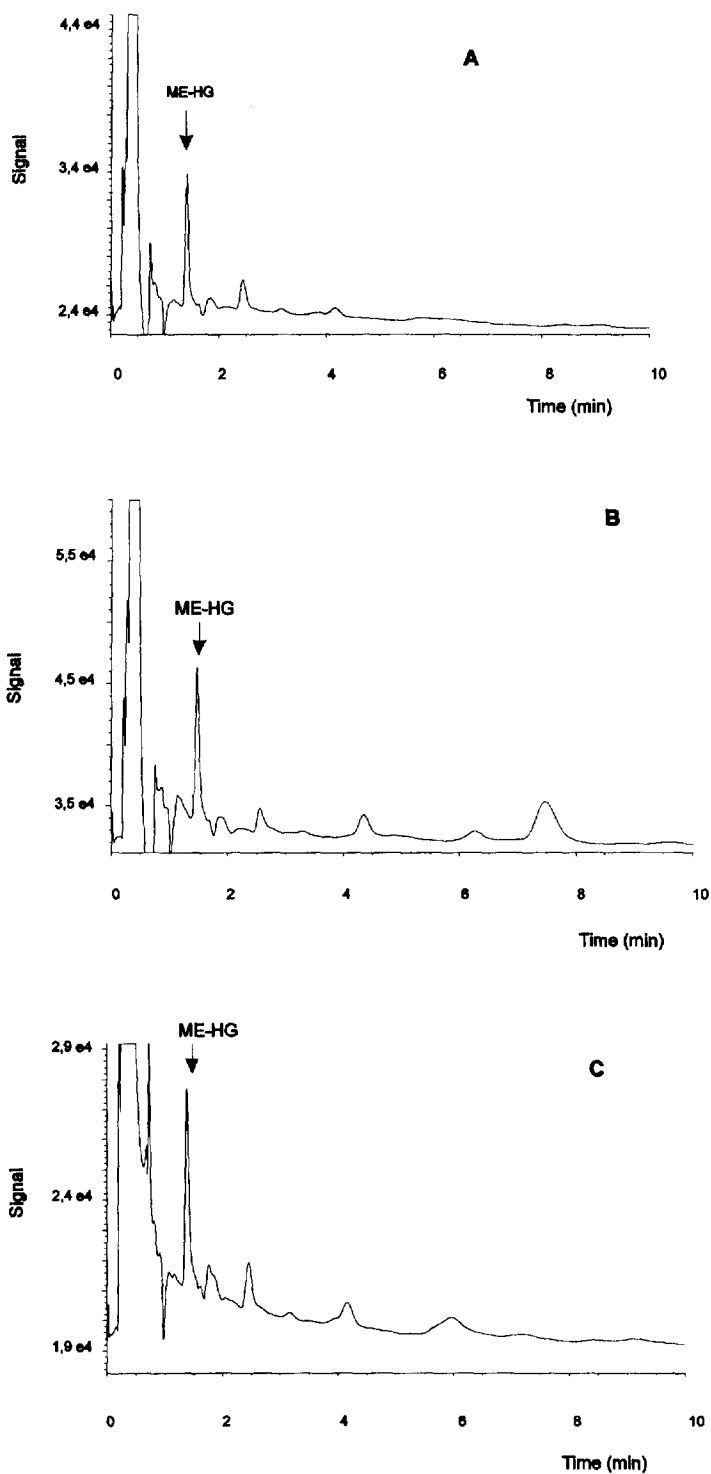 4,4 e4
A
ME-HG
Signal
3,4 e4
2,4 e4
0 2 4 6 8 10
Time (min)
B
5,5 e4
ME-HG
Signal
4,5 e4
3,5 e4
0 2 4 6 8 10
Time (min)
ME-HG
2,9 e4
C
Signal
2,4 e4
1,9 e4
0 2 4 6 8 10
Time (min)